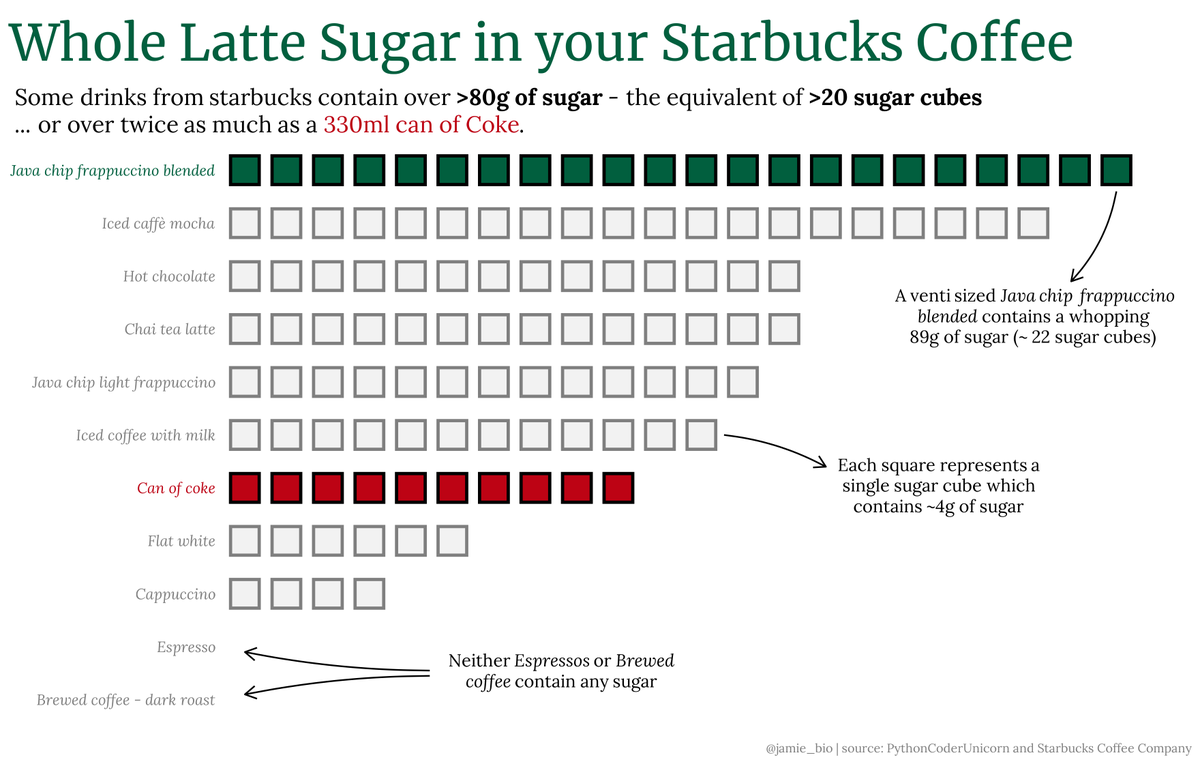 Whole Latte Sugar in your Starbucks Coffee
Some drinks from starbucks contain over >80g of sugar - the equivalent of >20 sugar cubes
... or over twice as much as a 330ml can of Coke.
Java chip frappuccino blended
Iced caffè mocha
Hot chocolate
A venti sized Java chip frappuccino
blended contains a whopping
89g of sugar (~ 22 sugar cubes)
Chai tea latte
Java chip light frappuccino
Iced coffee with milk
Each square represents a
single sugar cube which
contains ~4g of sugar
Can of coke
Flat white
Cappuccino
Espresso
Neither Espressos or Brewed
coffee contain any sugar
Brewed coffee - dark roast
@jamie_bio | source: PythonCoderUnicorn and Starbucks Coffee Company